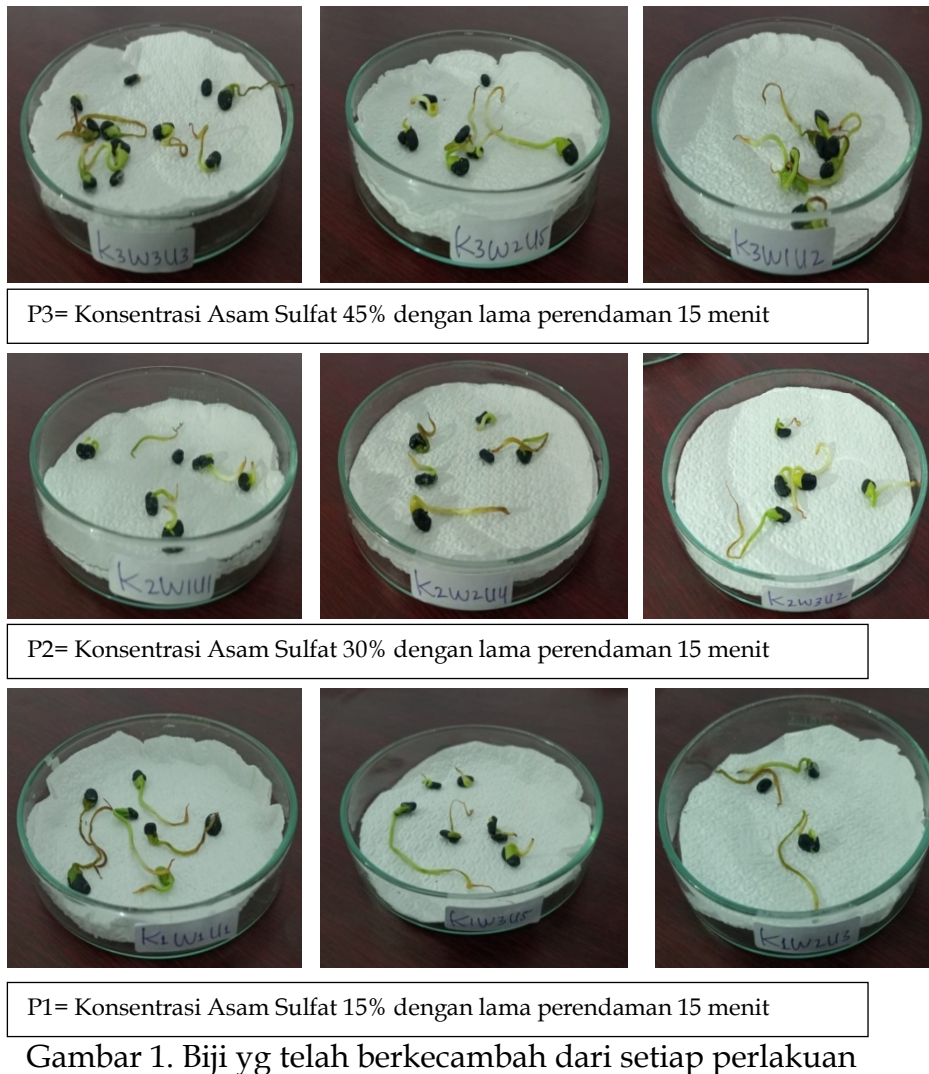 K3W3U3
K3W2U5
K3W1U2
P3= Konsentrasi Asam Sulfat 45% dengan lama perendaman 15 menit
K2W1U1
K2W2U4
K2W3U2
P2= Konsentrasi Asam Sulfat 30% dengan lama perendaman 15 menit
K1W1U1
K1W3U5
K1W2U3
P1= Konsentrasi Asam Sulfat 15% dengan lama perendaman 15 menit
Gambar 1. Biji yg telah berkecambah dari setiap perlakuan